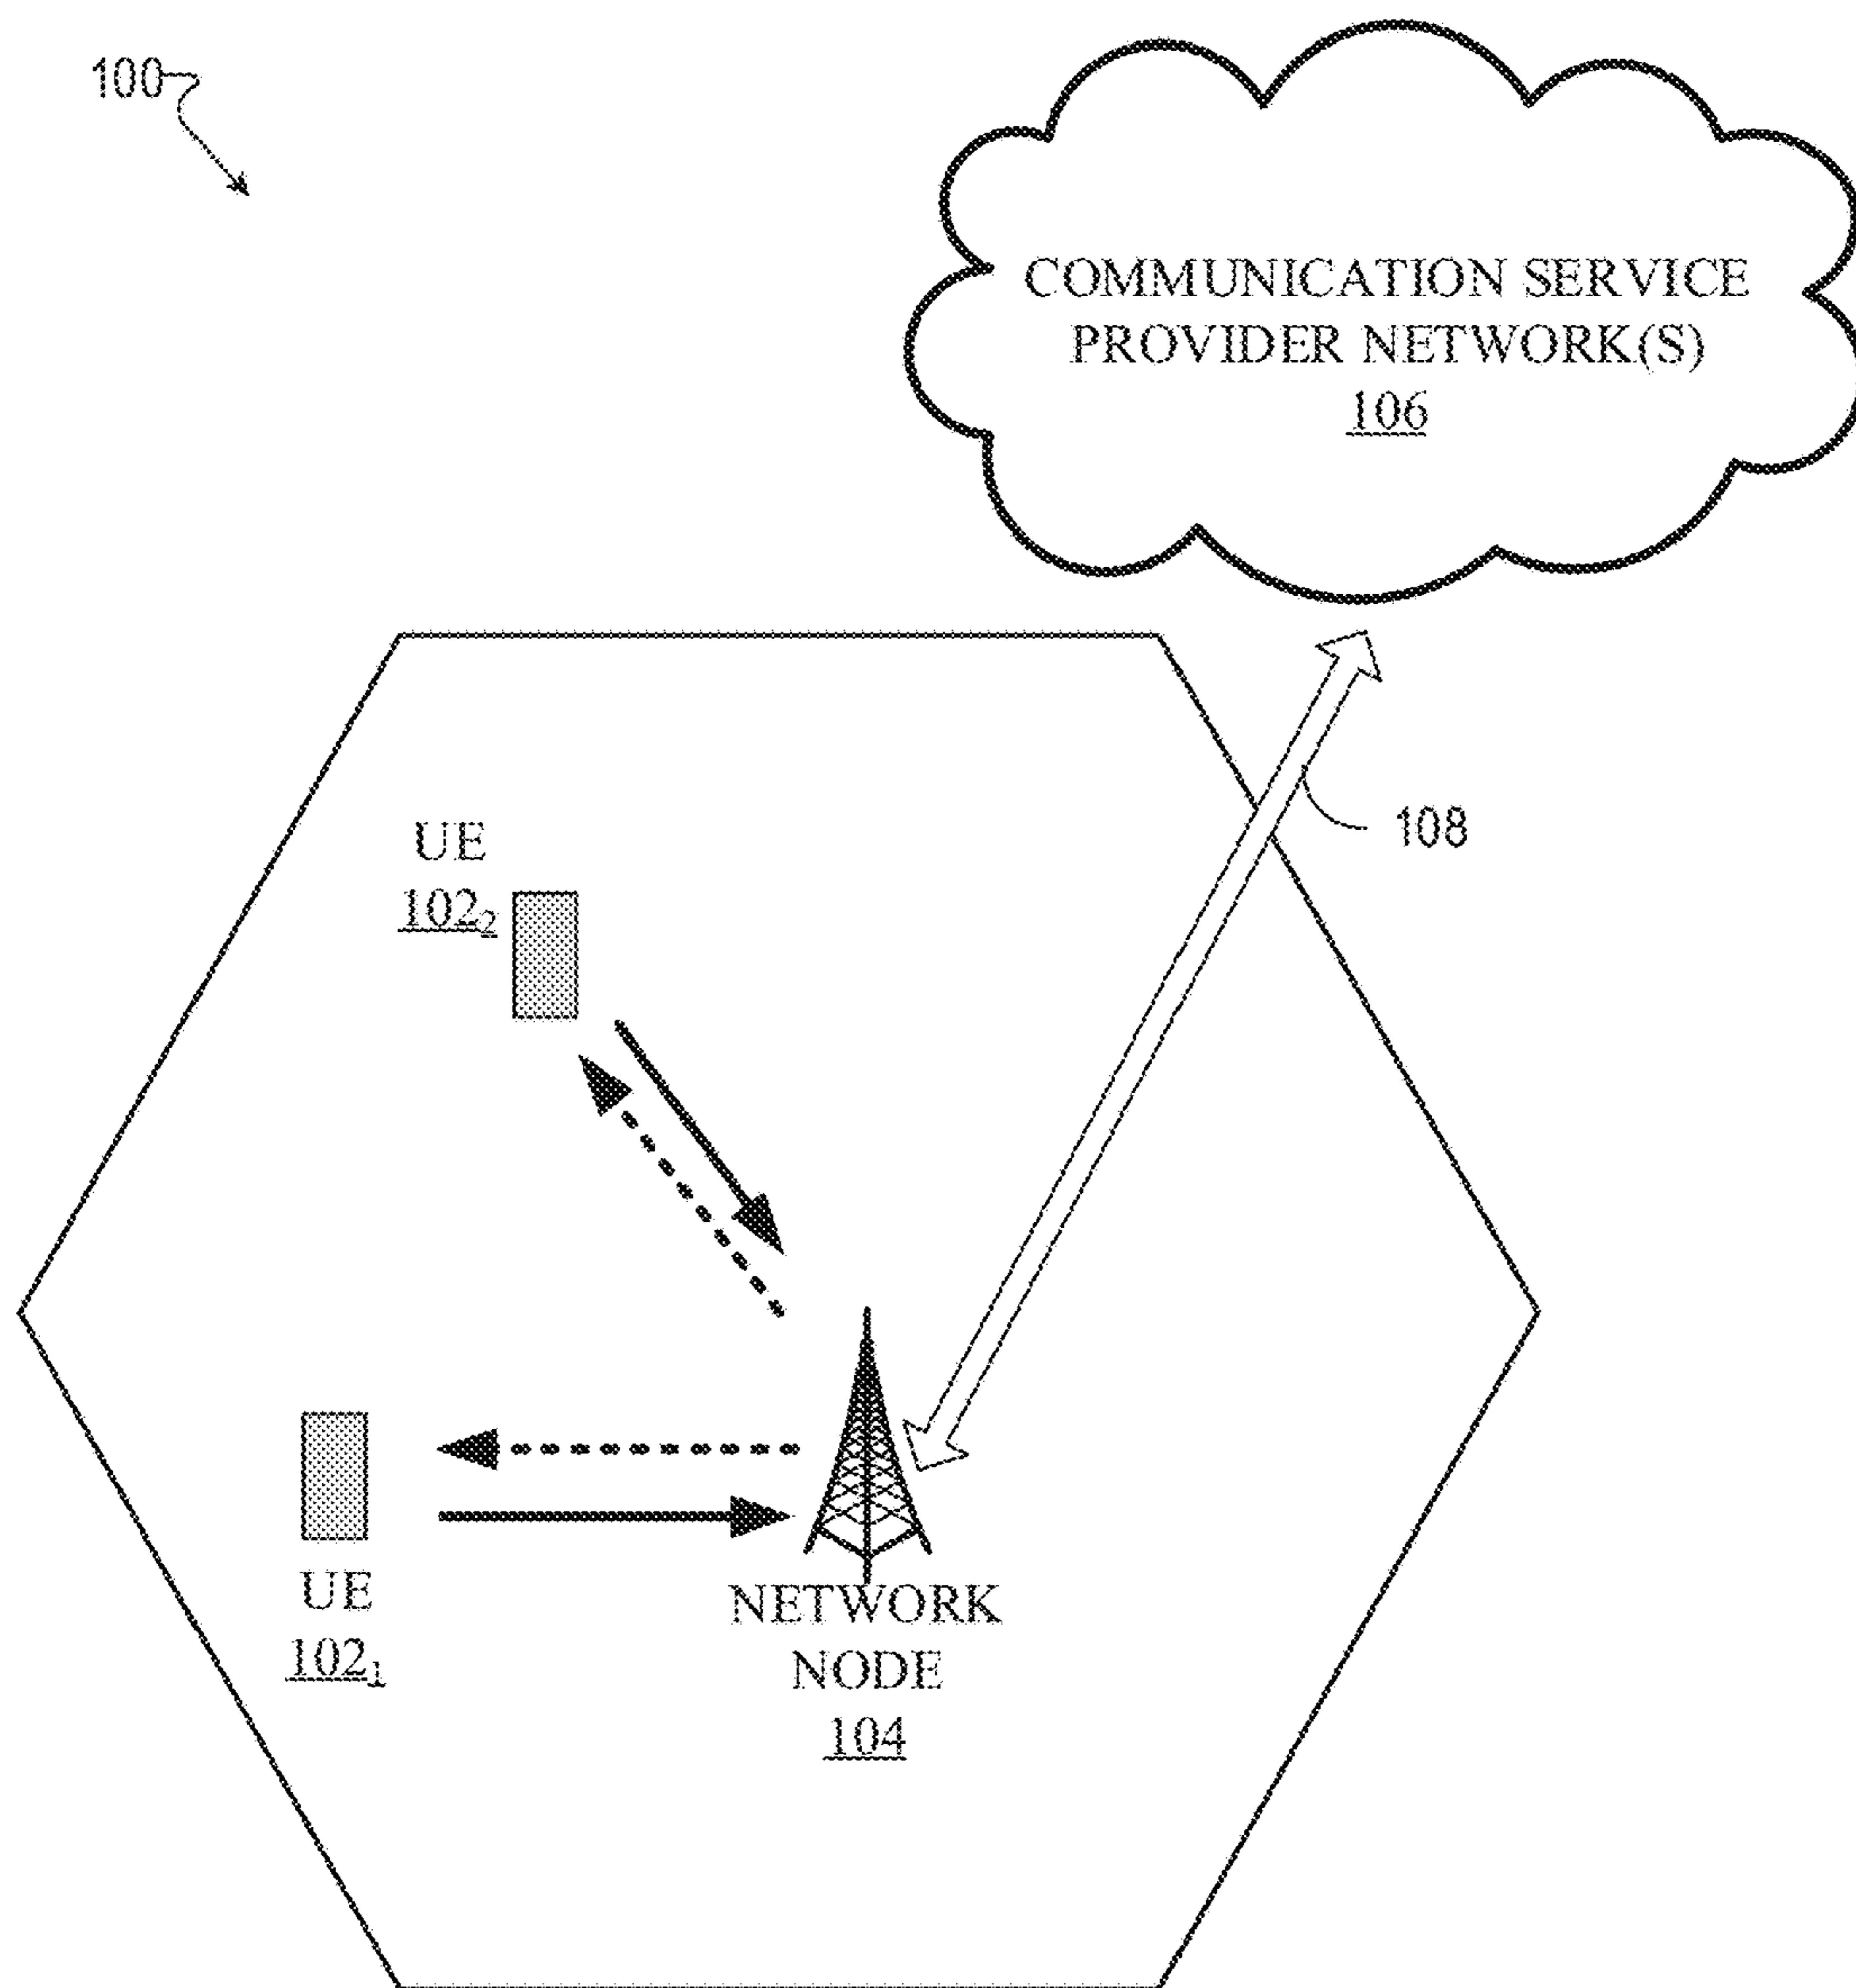 100
COMMUNICATION SERVICE
PROVIDER NETWORK(S)
106
108
UE
102₂
UE
102₁
NETWORK
NODE
104